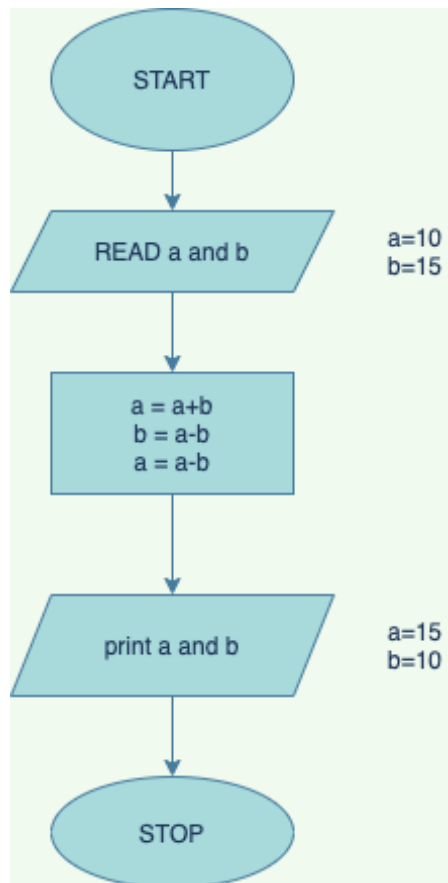 START
READ a and b
a=10
b=15
a = a+b
b = a-b
a = a-b
print a and b
a=15
b=10
STOP